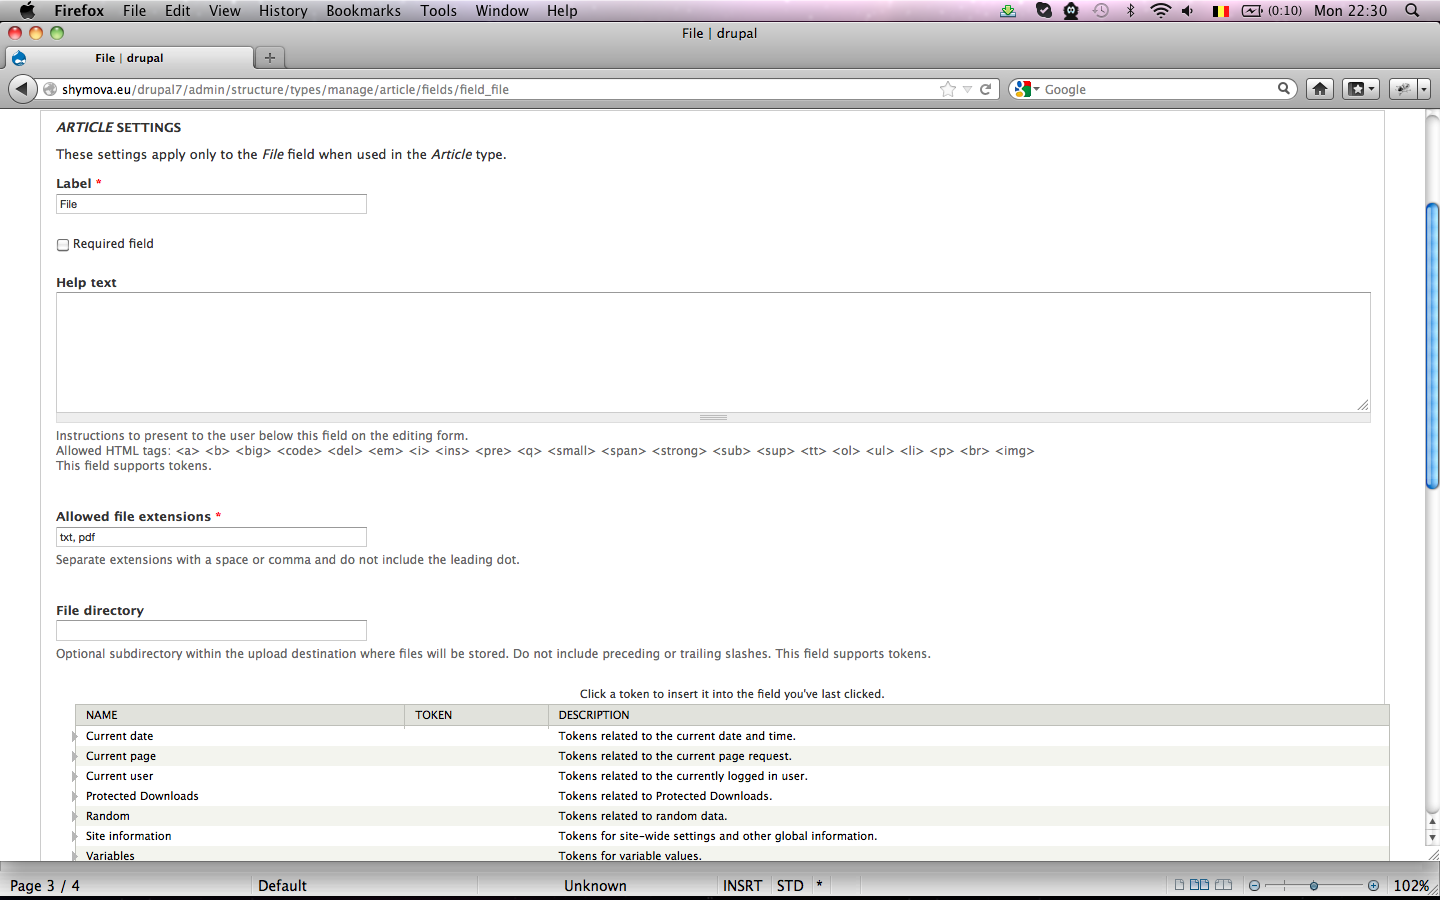 Firefox File Edit View History Bookmarks Tools Window Help (0:10) Mon 22:30
File | drupal
File | drupal
shymova.eu/drupal7/admin/structure/types/manage/article/fields/field_file Google
ARTICLE SETTINGS
These settings apply only to the File field when used in the Article type.
Label *
File
Required field
Help text
Instructions to present to the user below this field on the editing form.
Allowed HTML tags: <a> <b> <big> <code> <del> <em> <i> <ins> <pre> <q> <small> <span> <strong> <sub> <sup> <tt> <ol> <ul> <li> <p> <br> <img>
This field supports tokens.
Allowed file extensions *
txt, pdf
Separate extensions with a space or comma and do not include the leading dot.
File directory
Optional subdirectory within the upload destination where files will be stored. Do not include preceding or trailing slashes. This field supports tokens.
Click a token to insert it into the field you've last clicked.
NAME TOKEN DESCRIPTION
Current date Tokens related to the current date and time.
Current page Tokens related to the current page request.
Current user Tokens related to the currently logged in user.
Protected Downloads Tokens related to Protected Downloads.
Random Tokens related to random data.
Site information Tokens for site-wide settings and other global information.
Variables Tokens for variable values.
Page 3 / 4 Default Unknown INSRT STD * 102%